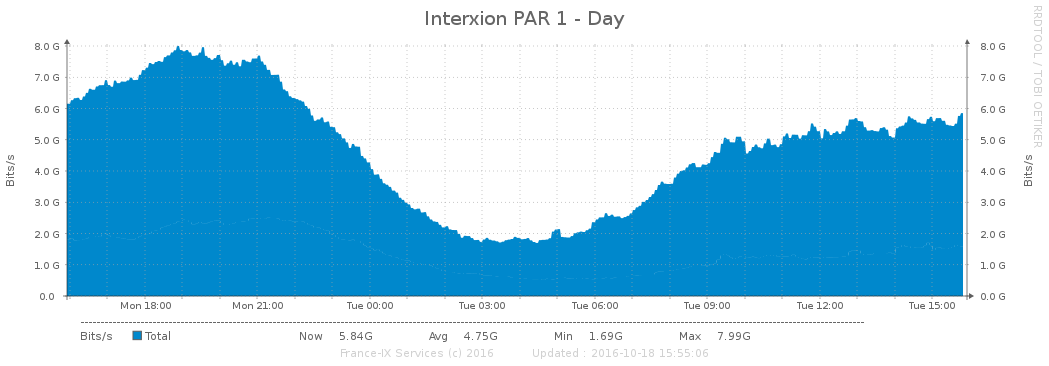 Interxion PAR 1 - Day
RRDTOOL / TOBI OETIKER
Bits/s
8.0 G
7.0 G
6.0 G
5.0 G
4.0 G
3.0 G
2.0 G
1.0 G
0.0
8.0 G
7.0 G
6.0 G
5.0 G
4.0 G
3.0 G
2.0 G
1.0 G
0.0 G
Bits/s
Mon 18:00 Mon 21:00 Tue 00:00 Tue 03:00 Tue 06:00 Tue 09:00 Tue 12:00 Tue 15:00
Bits/s Total Now 5.84G Avg 4.75G Min 1.69G Max 7.99G
France-IX Services (c) 2016 Updated : 2016-10-18 15:55:06